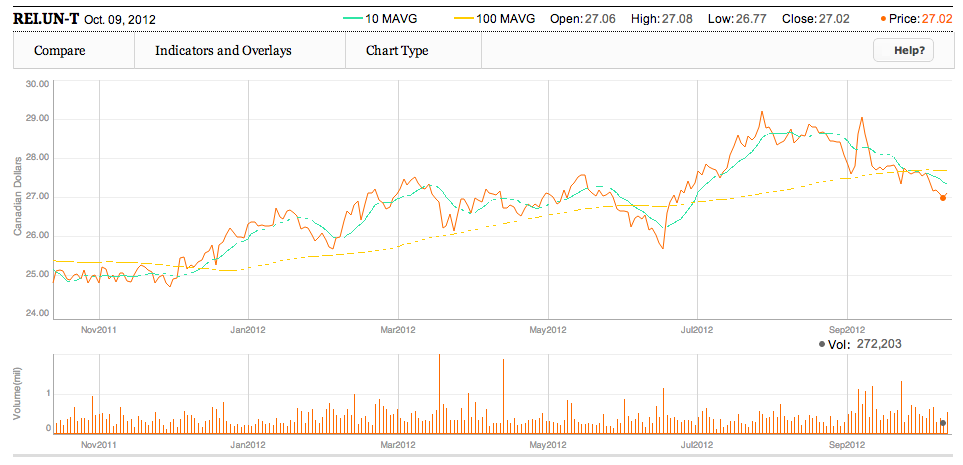 REI.UN-T Oct. 09, 2012 10 MAVG 100 MAVG Open: 27.06 High: 27.08 Low: 26.77 Close: 27.02 Price: 27.02
Compare Indicators and Overlays Chart Type Help?
30.00
29.00
28.00
27.00
26.00
25.00
24.00
Canadian Dollars
Nov2011 Jan2012 Mar2012 May2012 Jul2012 Sep2012
Vol: 272,203
1
0
Volume(mil)
Nov2011 Jan2012 Mar2012 May2012 Jul2012 Sep2012